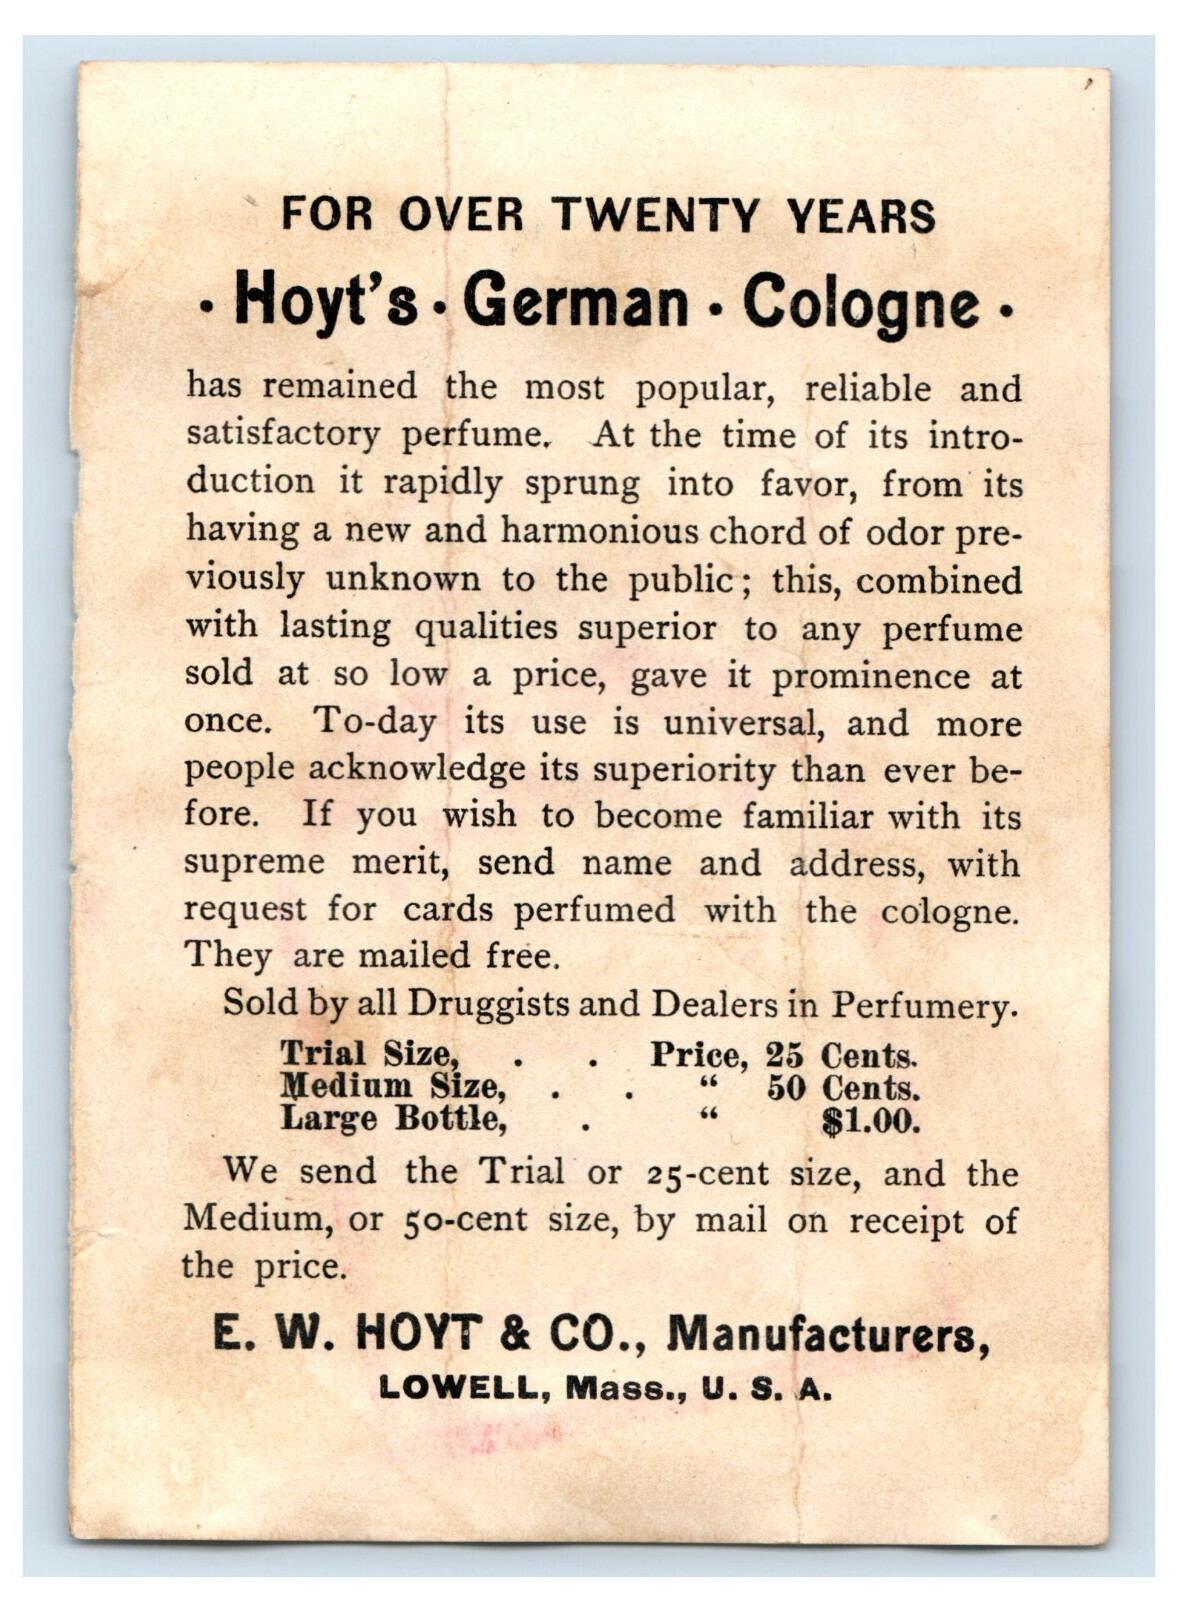 FOR OVER TWENTY YEARS
· Hoyt's · German · Cologne ·
has remained the most popular, reliable and
satisfactory perfume. At the time of its intro-
duction it rapidly sprung into favor, from its
having a new and harmonious chord of odor pre-
viously unknown to the public; this, combined
with lasting qualities superior to any perfume
sold at so low a price, gave it prominence at
once. To-day its use is universal, and more
people acknowledge its superiority than ever be-
fore. If you wish to become familiar with its
supreme merit, send name and address, with
request for cards perfumed with the cologne.
They are mailed free.
Sold by all Druggists and Dealers in Perfumery.
Trial Size, . . Price, 25 Cents.
Medium Size, . . “ 50 Cents.
Large Bottle, . “ $1.00.
We send the Trial or 25-cent size, and the
Medium, or 50-cent size, by mail on receipt of
the price.
E. W. HOYT & CO., Manufacturers,
LOWELL, Mass., U. S. A.